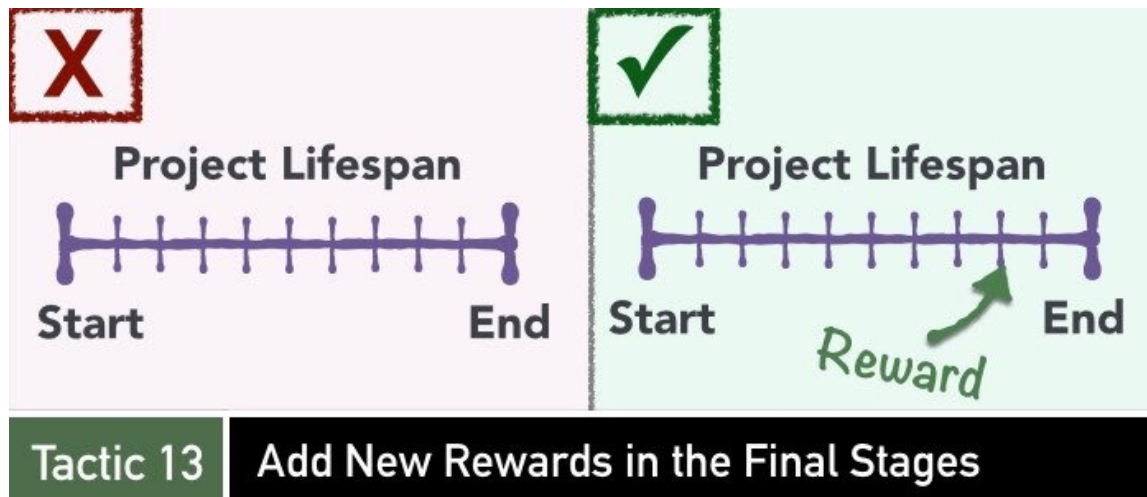 X
✓
Project Lifespan
Start
End
Project Lifespan
Start
End
Reward
Tactic 13
Add New Rewards in the Final Stages